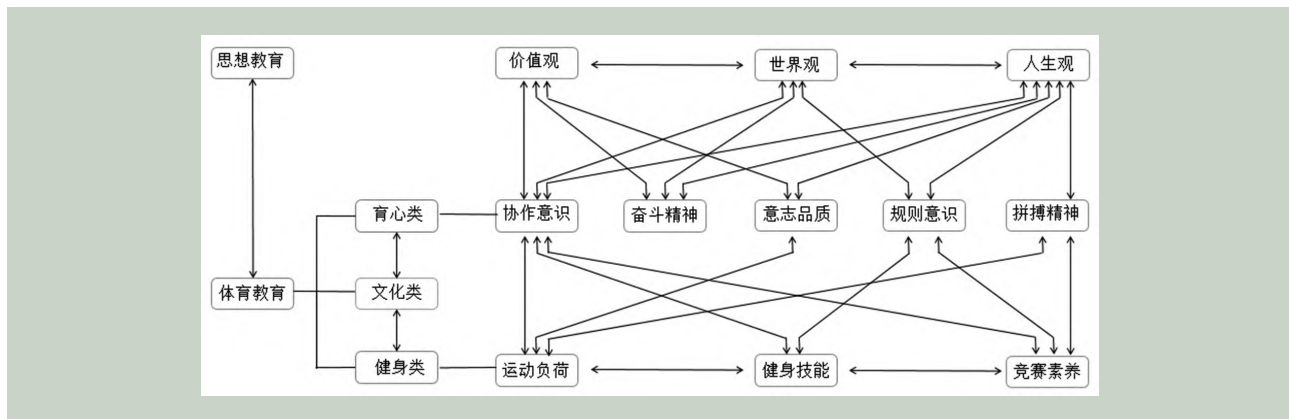 思想教育
价值观
世界观
人生观
育心类
协作意识
奋斗精神
意志品质
规则意识
拼搏精神
体育教育
文化类
健身类
运动负荷
健身技能
竞赛素养